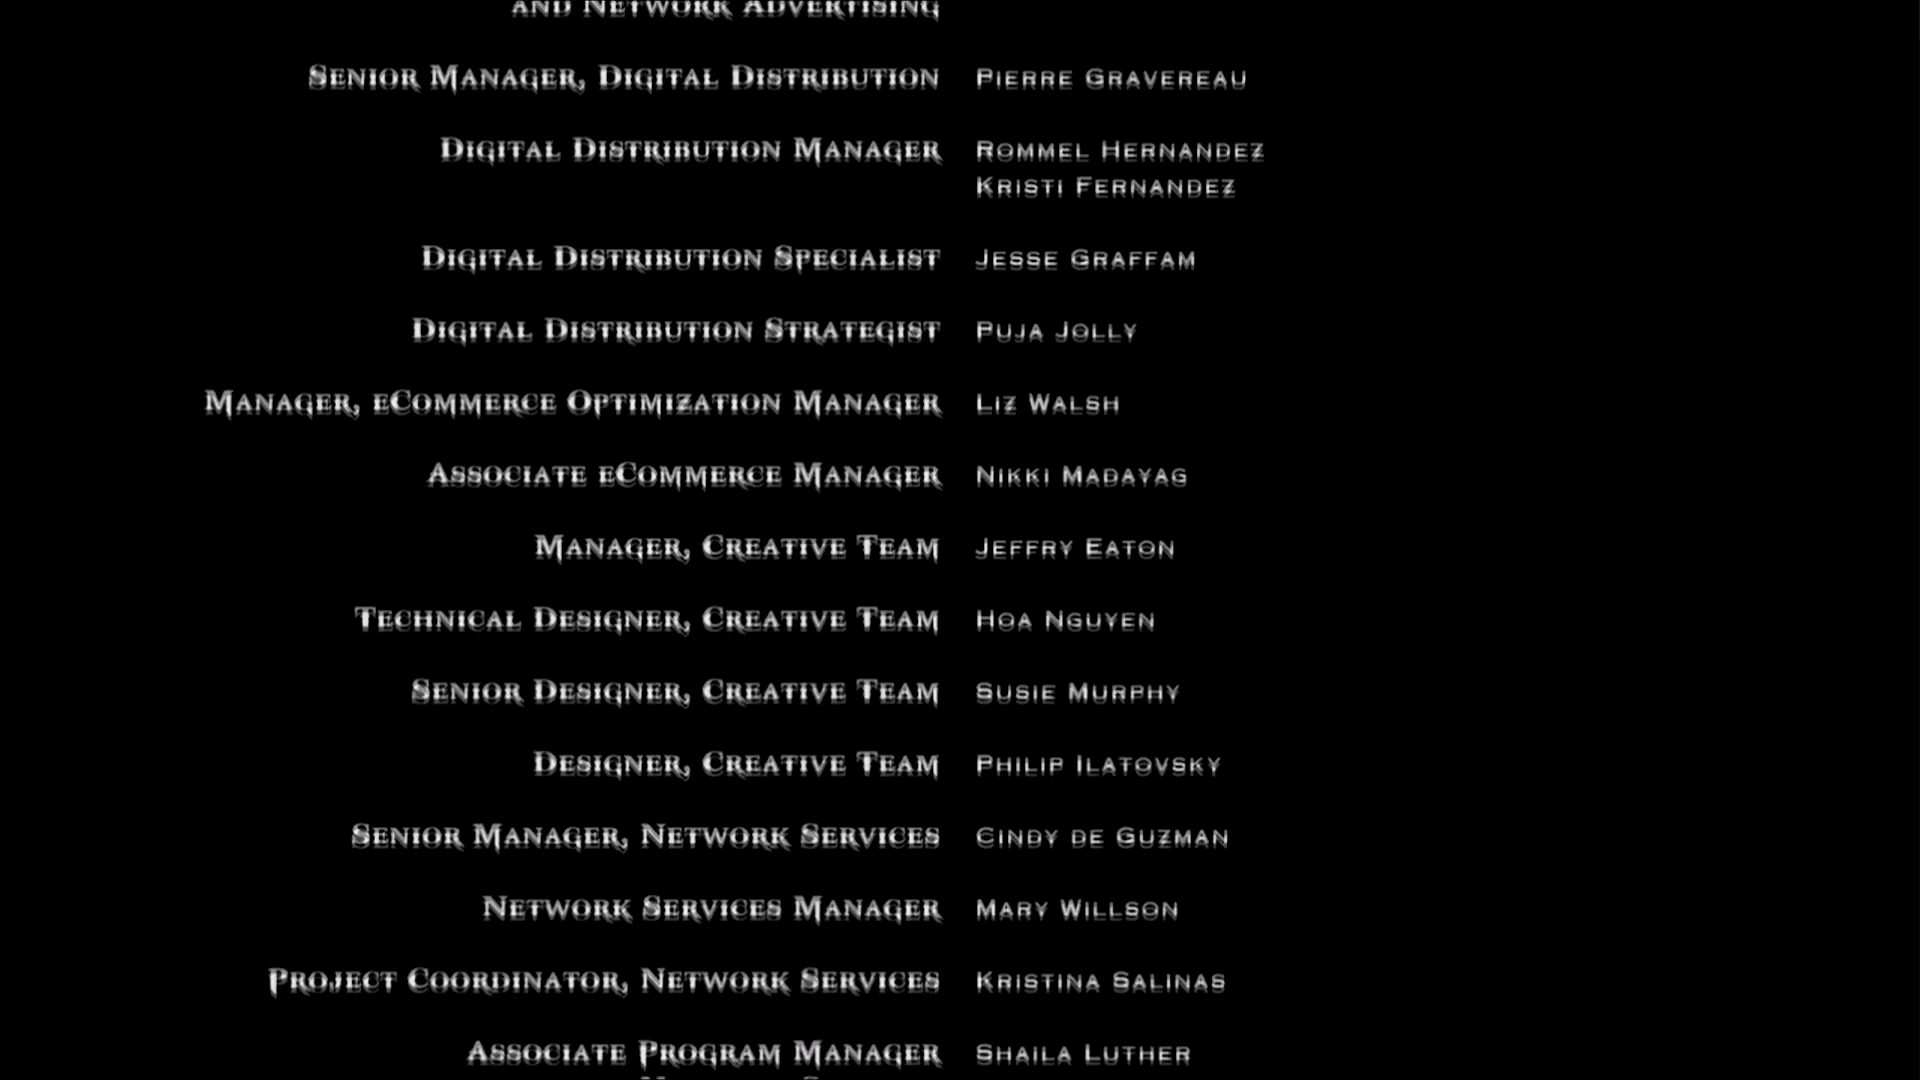 and Network Advertising
Senior Manager, Digital Distribution Pierre Gravereau
Digital Distribution Manager Rommel Hernandez
Kristi Fernandez
Digital Distribution Specialist Jesse Graffam
Digital Distribution Strategist Puja Jolly
Manager, eCommerce Optimization Manager Liz Walsh
Associate eCommerce Manager Nikki Madayag
Manager, Creative Team Jeffry Eaton
Technical Designer, Creative Team Hoa Nguyen
Senior Designer, Creative Team Susie Murphy
Designer, Creative Team Philip Ilatovsky
Senior Manager, Network Services Cindy de Guzman
Network Services Manager Mary Willson
Project Coordinator, Network Services Kristina Salinas
Associate Program Manager Shaila Luther